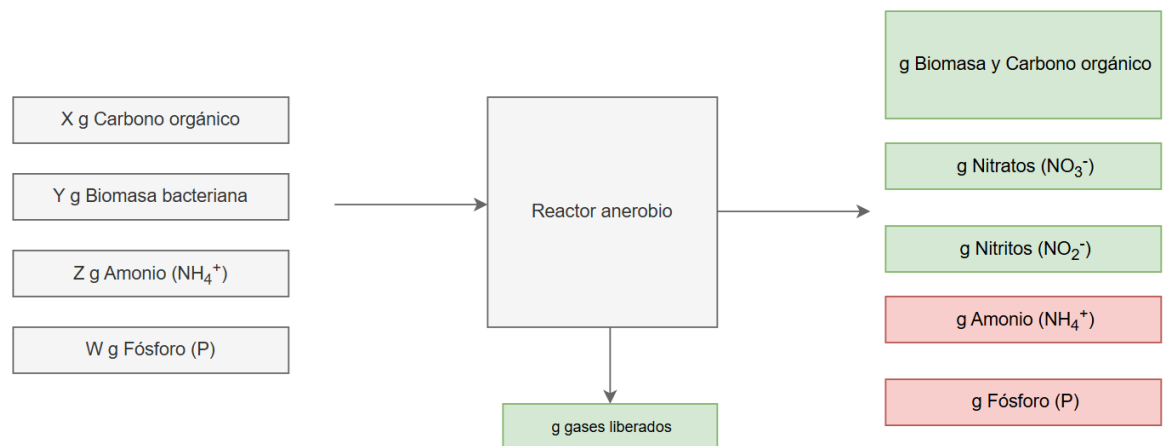 X g Carbono orgánico
Y g Biomasa bacteriana
Z g Amonio (NH₄⁺)
W g Fósforo (P)
Reactor anerobio
g gases liberados
g Biomasa y Carbono orgánico
g Nitratos (NO₃⁻)
g Nitritos (NO₂⁻)
g Amonio (NH₄⁺)
g Fósforo (P)